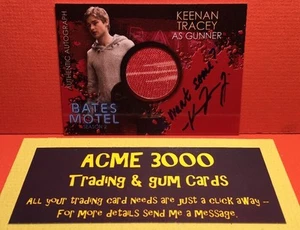 KEENAN
TRACEY
AS GUNNER
AUTHENTIC AUTOGRAPH
BATES
MOTEL
ACME 3000
Trading & Gum Cards
All your trading card needs are just a click away –
For more details send me a message.